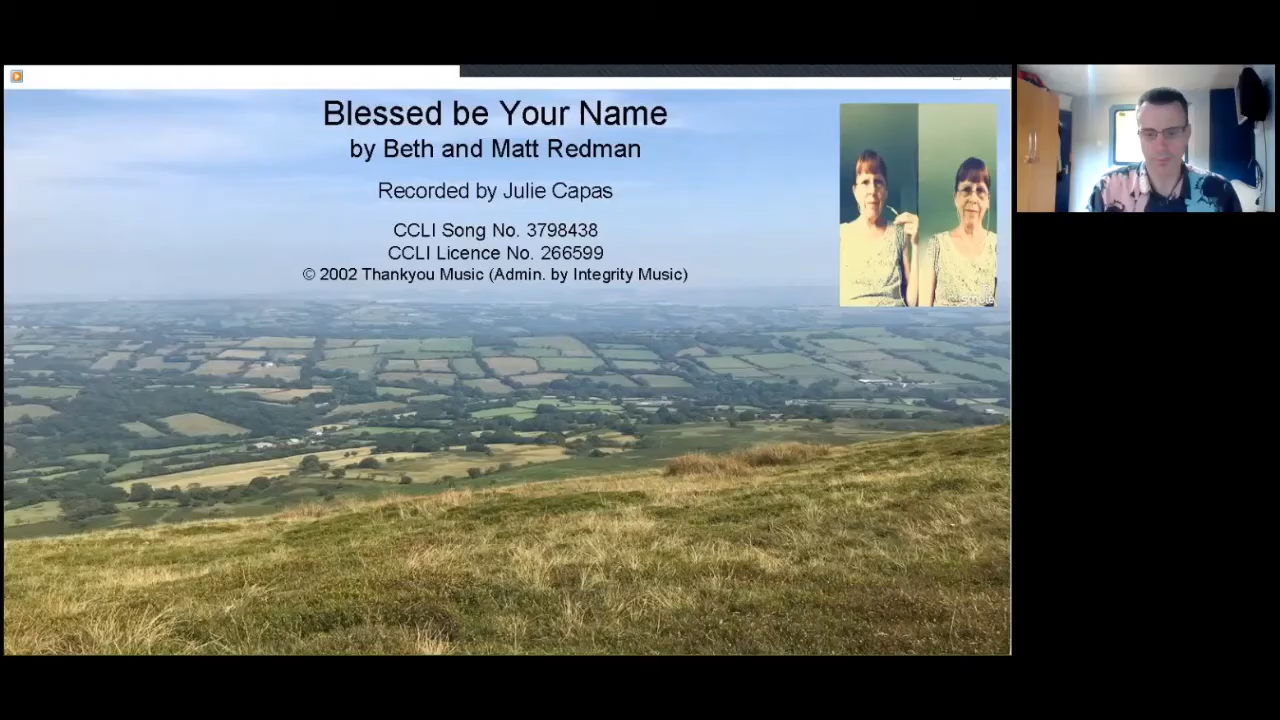 Blessed be Your Name
by Beth and Matt Redman
Recorded by Julie Capas
CCLI Song No. 3798438
CCLI Licence No. 266599
© 2002 Thankyou Music (Admin. by Integrity Music)